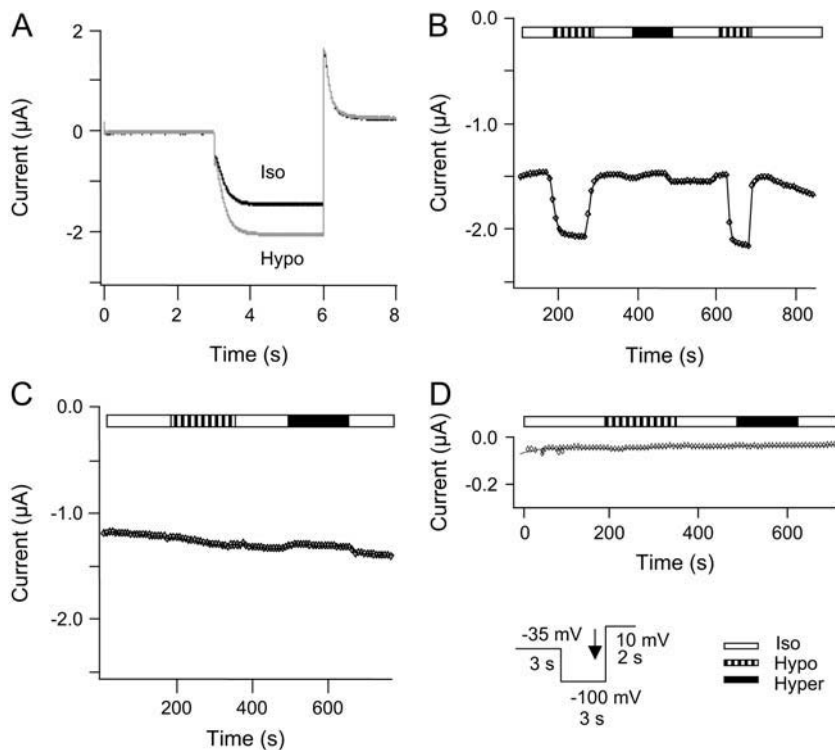 A
2
0
-2
Current (µA)
Iso
Hypo
0 2 4 6 8
Time (s)
B
0.0
-1.0
-2.0
Current (µA)
200 400 600 800
Time (s)
C
0.0
-1.0
-2.0
Current (µA)
200 400 600
Time (s)
D
0.0
-0.2
Current (µA)
0 200 400 600
Time (s)
-35 mV
3 s
10 mV
2 s
-100 mV
3 s
Iso
Hypo
Hyper